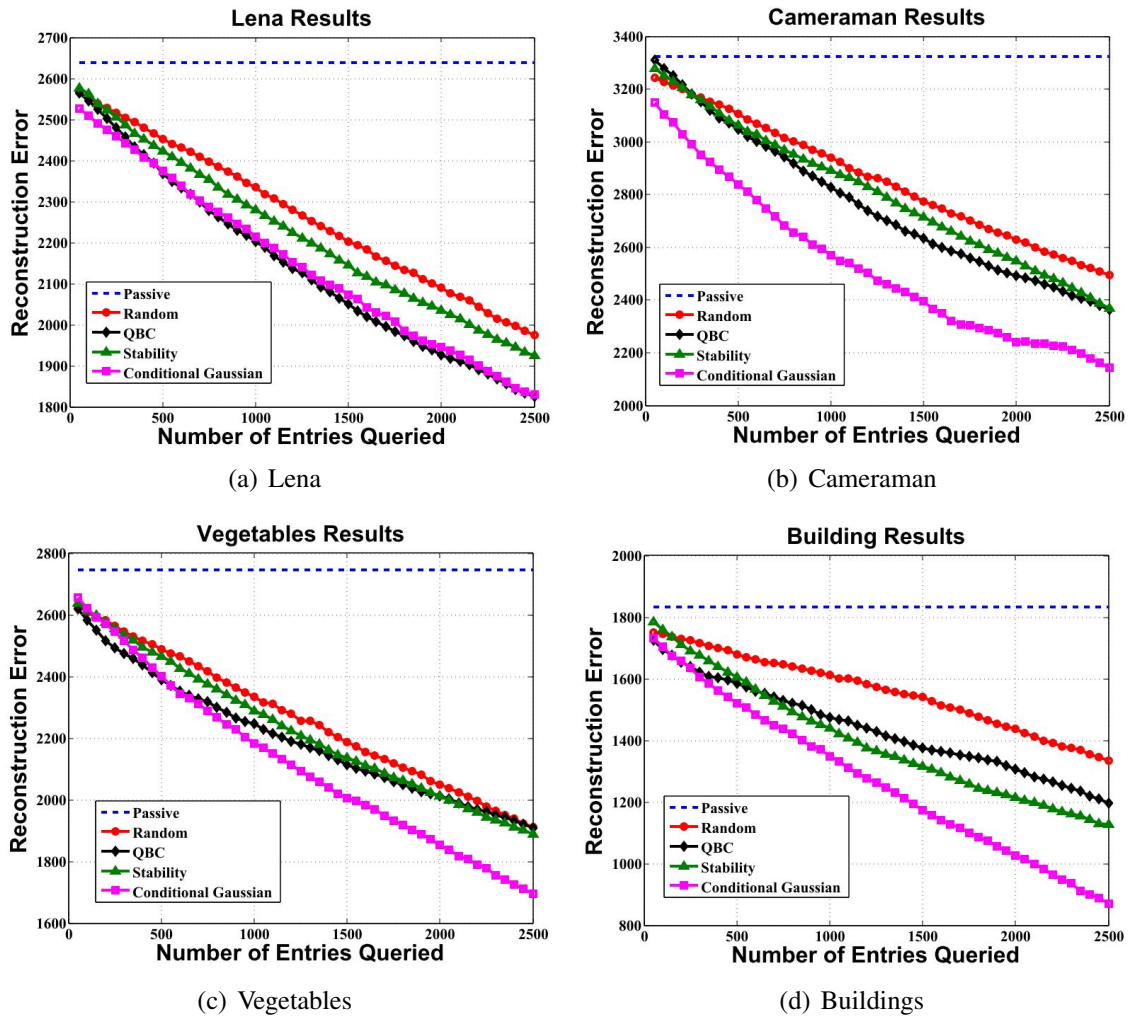 Lena Results
Reconstruction Error
2700
2600
2500
2400
2300
2200
2100
2000
1900
1800
0
500
1000
1500
2000
2500
Passive
Random
QBC
Stability
Conditional Gaussian
Number of Entries Queried
(a) Lena
Cameraman Results
Reconstruction Error
3400
3200
3000
2800
2600
2400
2200
2000
0
500
1000
1500
2000
2500
Passive
Random
QBC
Stability
Conditional Gaussian
Number of Entries Queried
(b) Cameraman
Vegetables Results
Reconstruction Error
2800
2600
2400
2200
2000
1800
1600
0
500
1000
1500
2000
2500
Passive
Random
QBC
Stability
Conditional Gaussian
Number of Entries Queried
(c) Vegetables
Building Results
Reconstruction Error
2000
1800
1600
1400
1200
1000
800
0
500
1000
1500
2000
2500
Passive
Random
QBC
Stability
Conditional Gaussian
Number of Entries Queried
(d) Buildings